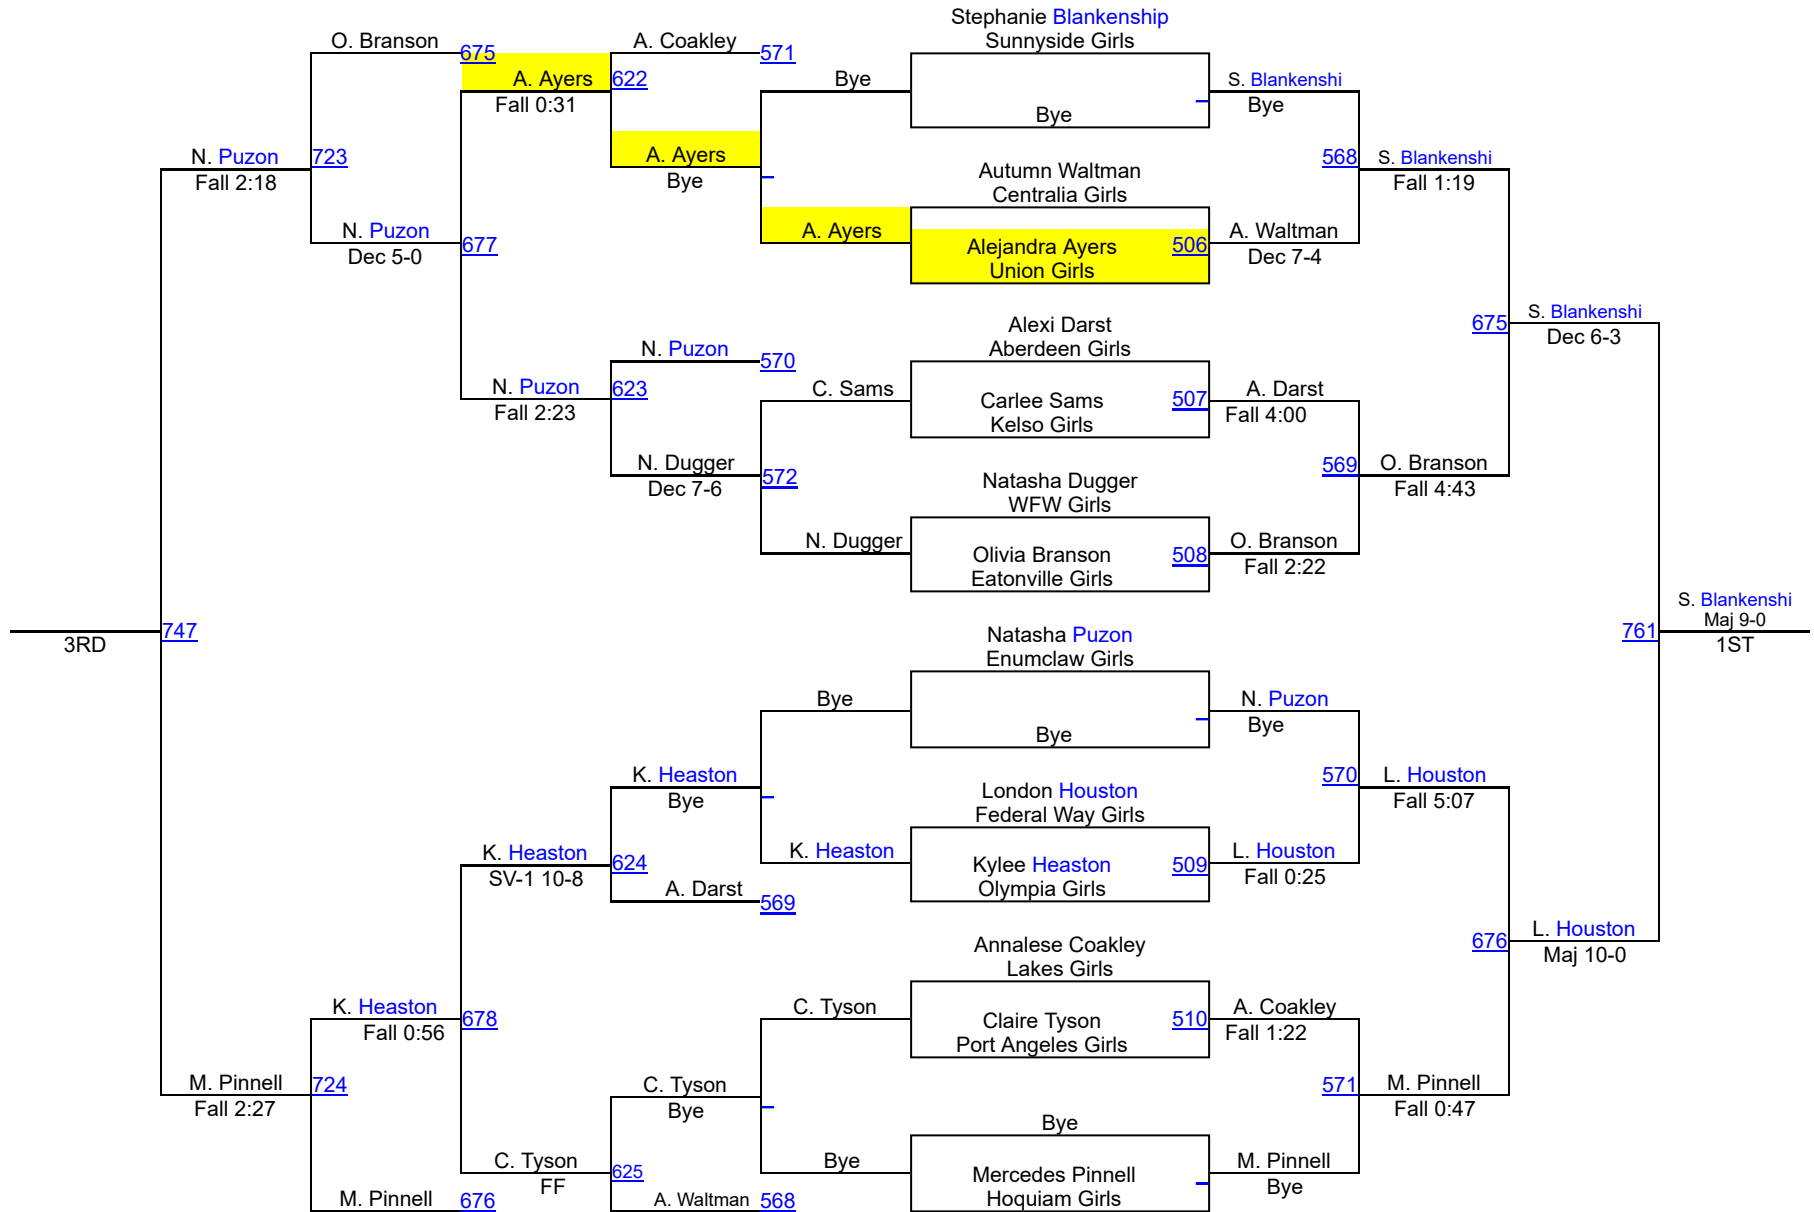 Stephanie Blankenship
Sunnyside Girls
O. Branson
675
A. Coakley
571
A. Ayers
622
Fall 0:31
Bye
Bye
S. Blankenshi
Bye
N. Puzon
723
Fall 2:18
A. Ayers
Bye
Autumn Waltman
Centralia Girls
568
S. Blankenshi
Fall 1:19
N. Puzon
677
Dec 5-0
A. Ayers
Alejandra Ayers
506
Union Girls
A. Waltman
Dec 7-4
Alexi Darst
Aberdeen Girls
675
S. Blankenshi
Dec 6-3
N. Puzon
570
N. Puzon
623
Fall 2:23
C. Sams
Carlee Sams
507
Kelso Girls
A. Darst
Fall 4:00
N. Dugger
572
Dec 7-6
Natasha Dugger
WFW Girls
569
O. Branson
Fall 4:43
N. Dugger
Olivia Branson
508
Eatonville Girls
O. Branson
Fall 2:22
747
3RD
Natasha Puzon
Enumclaw Girls
S. Blankenshi
Maj 9-0
761
1ST
Bye
Bye
N. Puzon
Bye
K. Heaston
Bye
London Houston
Federal Way Girls
570
L. Houston
Fall 5:07
K. Heaston
624
SV-1 10-8
K. Heaston
Kylee Heaston
509
Olympia Girls
L. Houston
Fall 0:25
A. Darst
569
Annalese Coakley
Lakes Girls
676
L. Houston
Maj 10-0
K. Heaston
678
Fall 0:56
C. Tyson
Claire Tyson
510
Port Angeles Girls
A. Coakley
Fall 1:22
M. Pinnell
724
Fall 2:27
C. Tyson
Bye
Bye
571
M. Pinnell
Fall 0:47
C. Tyson
625
FF
Bye
Mercedes Pinnell
Hoquiam Girls
M. Pinnell
Bye
M. Pinnell
676
A. Waltman
568